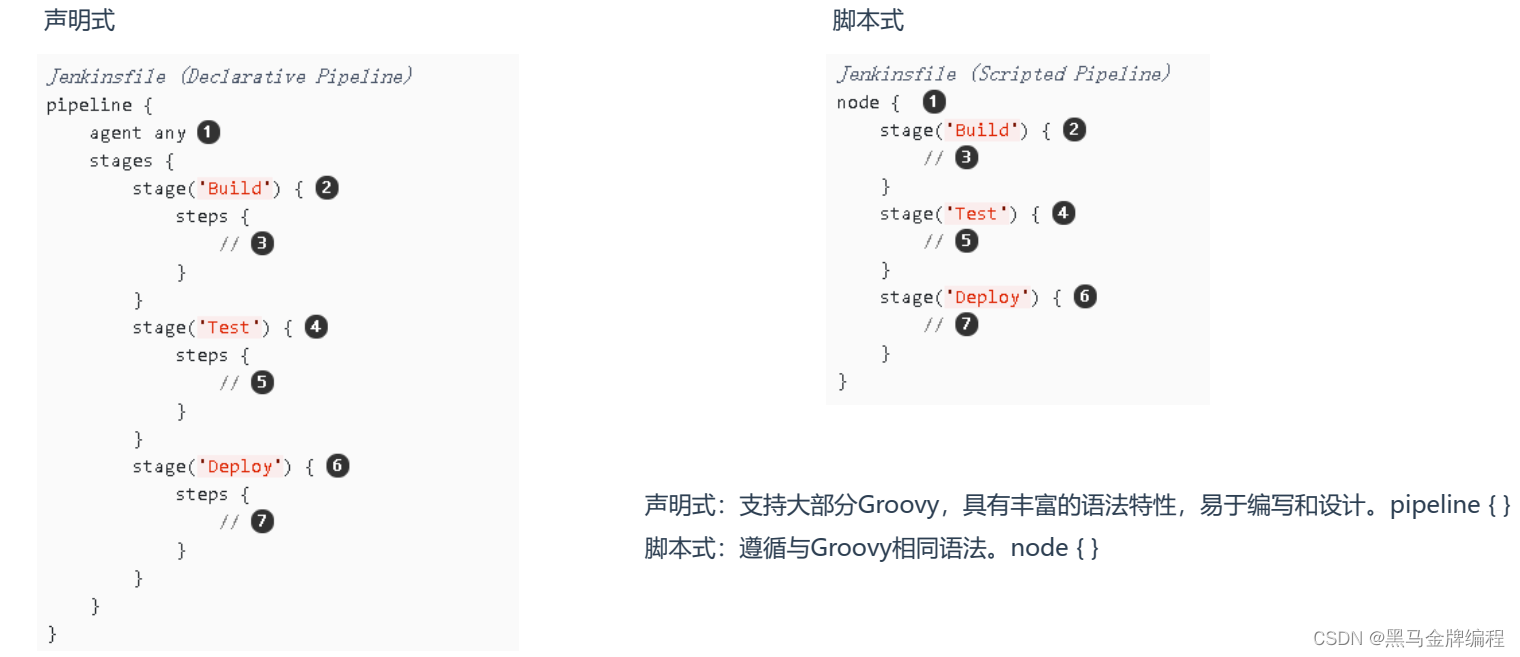 声明式
Jenkinsfile (Declarative Pipeline)
pipeline {
agent any 1
stages {
stage('Build') { 2
steps {
// 3
}
}
stage('Test') { 4
steps {
// 5
}
}
stage('Deploy') { 6
steps {
// 7
}
}
}
}
脚本式
Jenkinsfile (Scripted Pipeline)
node { 1
stage('Build') { 2
// 3
}
stage('Test') { 4
// 5
}
stage('Deploy') { 6
// 7
}
}
声明式：支持大部分Groovy，具有丰富的语法特性，易于编写和设计。pipeline { }
脚本式：遵循与Groovy相同语法。node { }
CSDN @黑马金牌编程